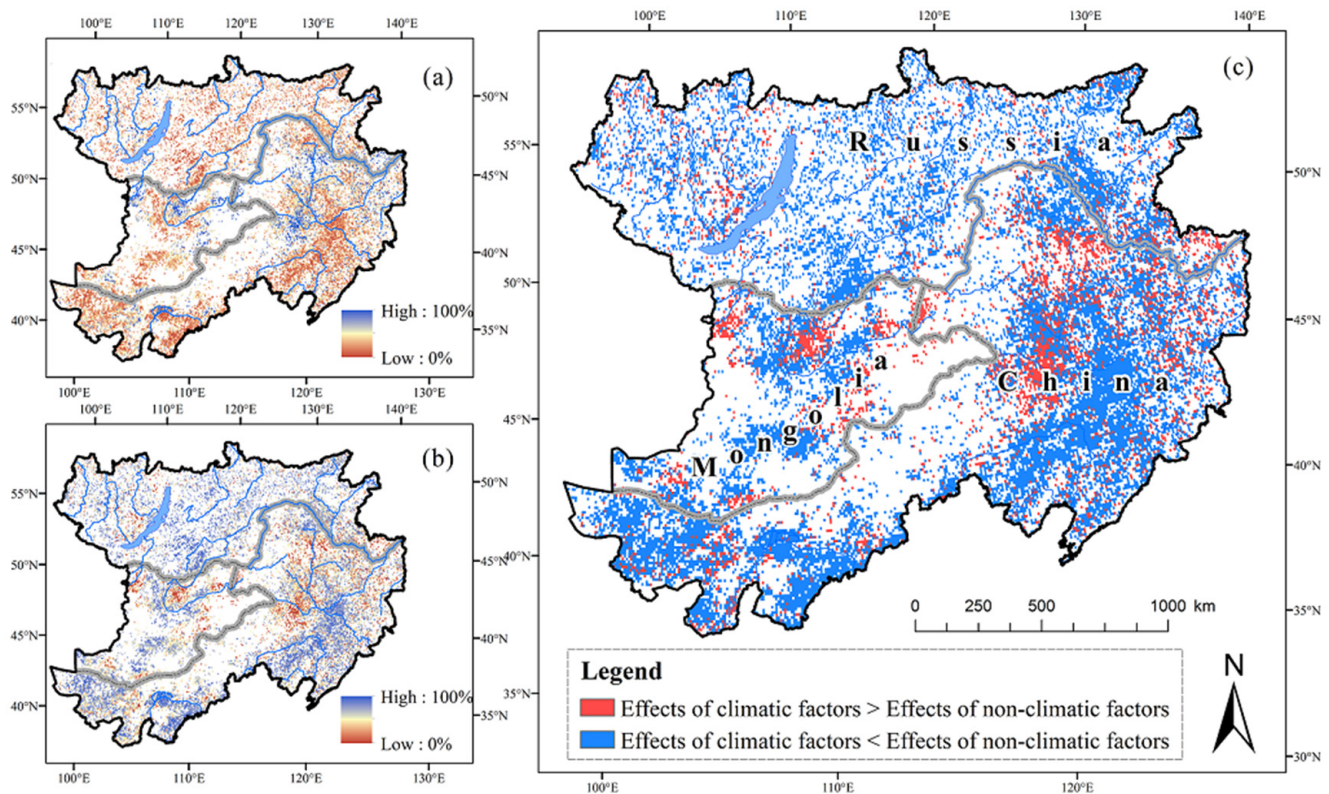 100°E 110°E 120°E 130°E 140°E
(a)
55°N
50°N
50°N
45°N
45°N
40°N
40°N
35°N
High : 100%
Low : 0%
100°E 110°E 120°E 130°E
100°E 110°E 120°E 130°E 140°E
(b)
55°N
50°N
50°N
45°N
45°N
40°N
40°N
35°N
High : 100%
Low : 0%
100°E 110°E 120°E 130°E
100°E 110°E 120°E 130°E 140°E
(c)
55°N
50°N
50°N
45°N
45°N
40°N
40°N
35°N
35°N
30°N
Russia
Mongolia
China
0 250 500 1000 km
N
Legend
Effects of climatic factors > Effects of non-climatic factors
Effects of climatic factors < Effects of non-climatic factors
100°E 110°E 120°E